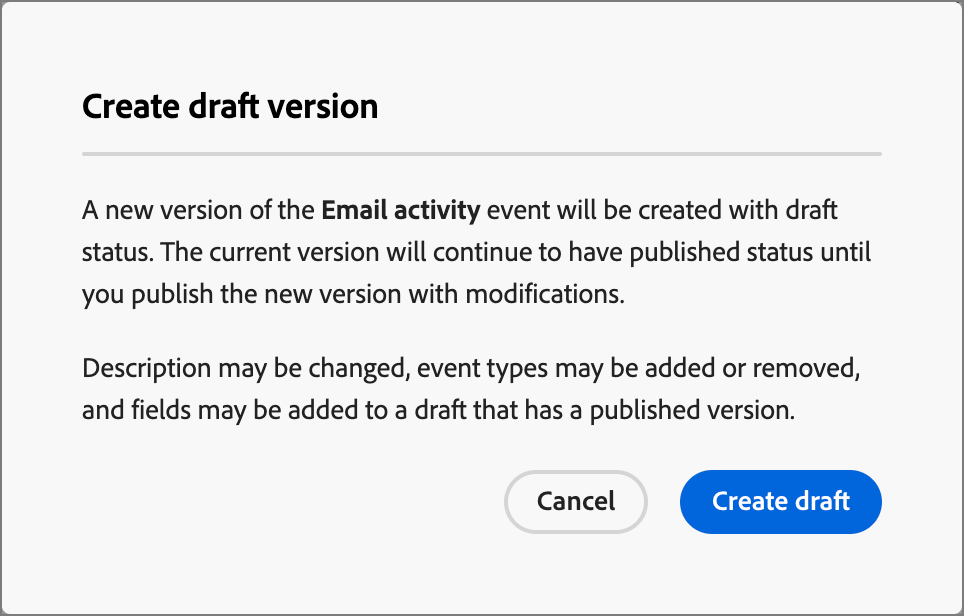 Create draft version
A new version of the Email activity event will be created with draft
status. The current version will continue to have published status until
you publish the new version with modifications.
Description may be changed, event types may be added or removed,
and fields may be added to a draft that has a published version.
Cancel
Create draft